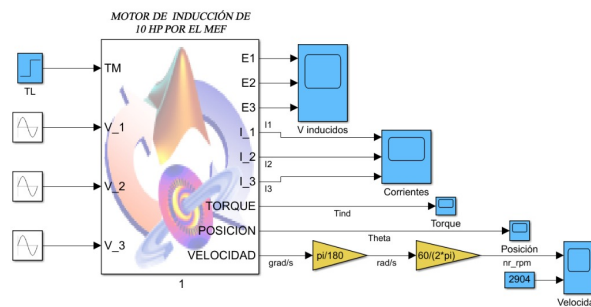 MOTOR DE INDUCCIÓN DE
10 HP POR EL MEF
TL
TM
V_1
V_2
V_3
E1
E2
E3
I_1
I_2
I_3
TORQUE
POSICION
VELOCIDAD
1
V inducidos
I1
I2
I3
Corrientes
Tind
Torque
Theta
Posición
grad/s
pi/180
rad/s
60/(2*pi)
nr_rpm
2904
Velocidad